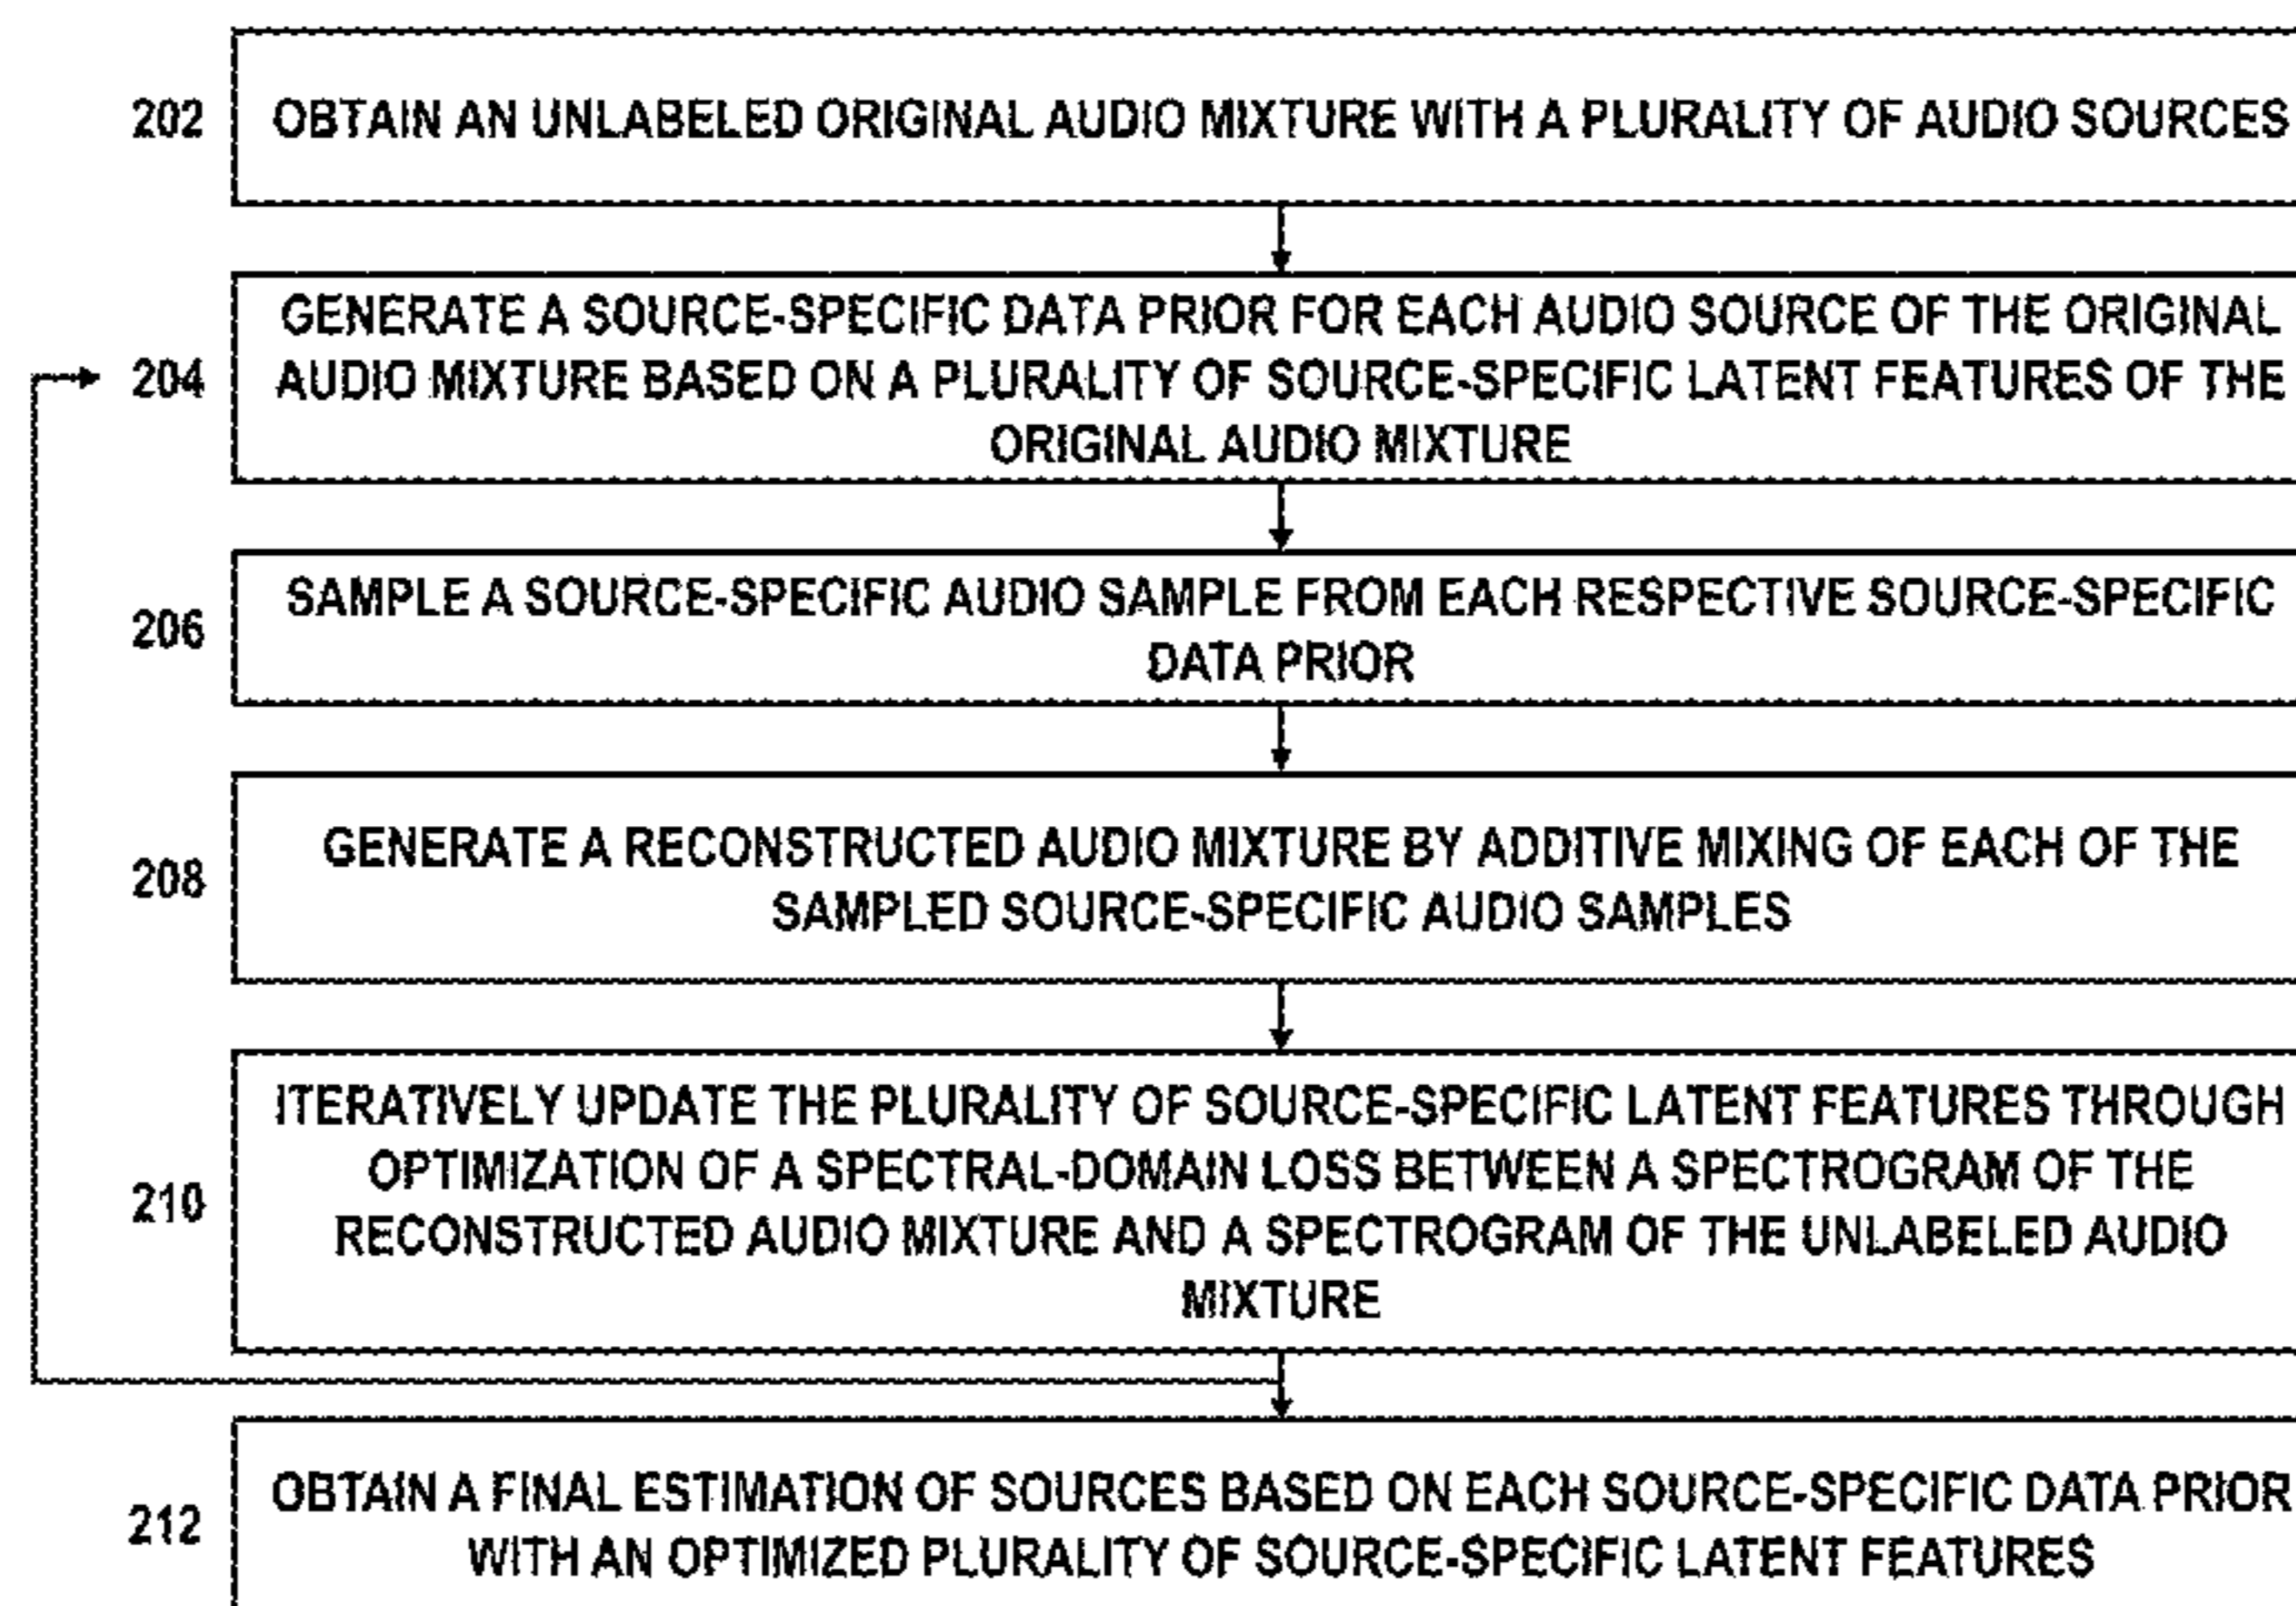 202
OBTAIN AN UNLABELED ORIGINAL AUDIO MIXTURE WITH A PLURALITY OF AUDIO SOURCES
GENERATE A SOURCE-SPECIFIC DATA PRIOR FOR EACH AUDIO SOURCE OF THE ORIGINAL
204
AUDIO MIXTURE BASED ON A PLURALITY OF SOURCE-SPECIFIC LATENT FEATURES OF THE
ORIGINAL AUDIO MIXTURE
206
SAMPLE A SOURCE-SPECIFIC AUDIO SAMPLE FROM EACH RESPECTIVE SOURCE-SPECIFIC
DATA PRIOR
208
GENERATE A RECONSTRUCTED AUDIO MIXTURE BY ADDITIVE MIXING OF EACH OF THE
SAMPLED SOURCE-SPECIFIC AUDIO SAMPLES
210
ITERATIVELY UPDATE THE PLURALITY OF SOURCE-SPECIFIC LATENT FEATURES THROUGH
OPTIMIZATION OF A SPECTRAL-DOMAIN LOSS BETWEEN A SPECTROGRAM OF THE
RECONSTRUCTED AUDIO MIXTURE AND A SPECTROGRAM OF THE UNLABELED AUDIO
MIXTURE
212
OBTAIN A FINAL ESTIMATION OF SOURCES BASED ON EACH SOURCE-SPECIFIC DATA PRIOR
WITH AN OPTIMIZED PLURALITY OF SOURCE-SPECIFIC LATENT FEATURES